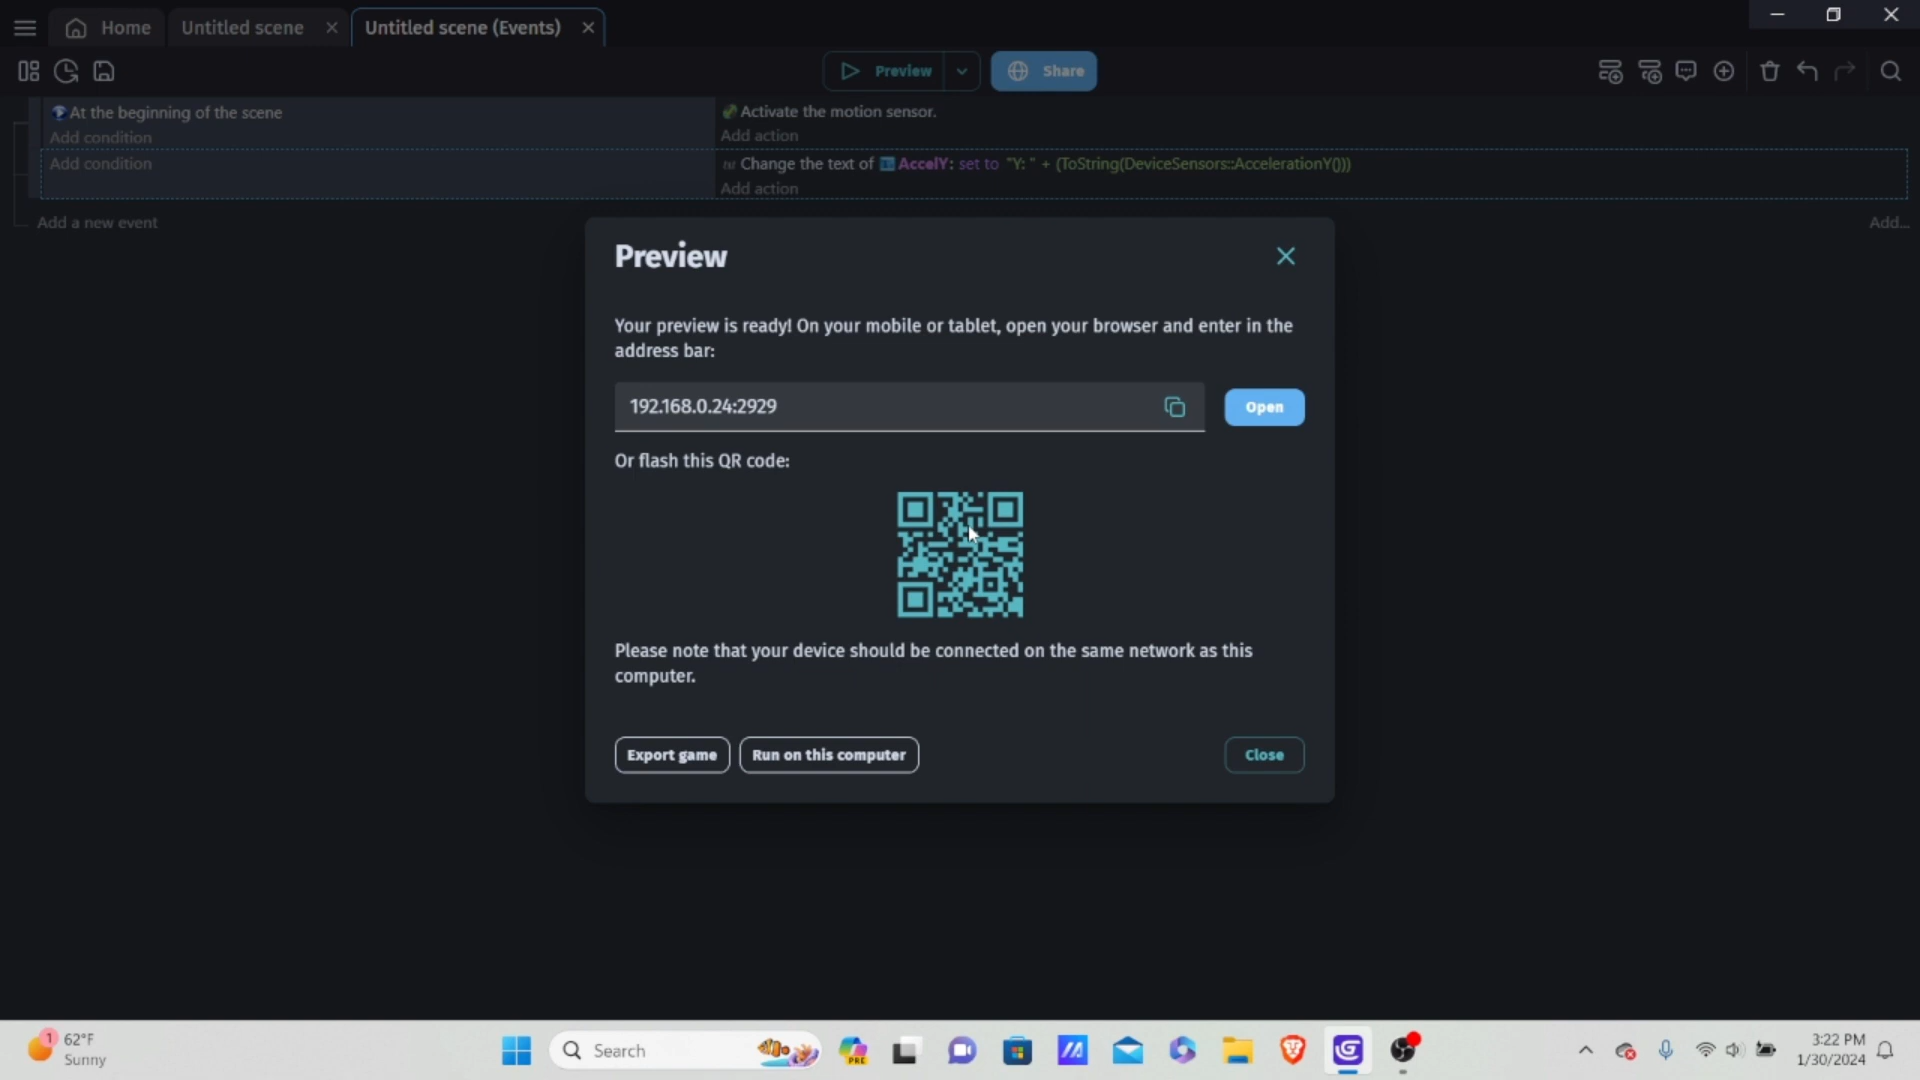 Home
Untitled scene
Untitled scene (Events)
Preview
Share
At the beginning of the scene
Add condition
Activate the motion sensor.
Add action
Add condition
Change the text of AccelY: set to "Y: " + (ToString(DeviceSensors::AccelerationY()))
Add action
Add a new event
Add...
Preview
Your preview is ready! On your mobile or tablet, open your browser and enter in the
address bar:
192.168.0.24:2929
Open
Or flash this QR code:
Please note that your device should be connected on the same network as this
computer.
Export game
Run on this computer
Close
1
62°F
Sunny
Search
PRE
3:22 PM
1/30/2024